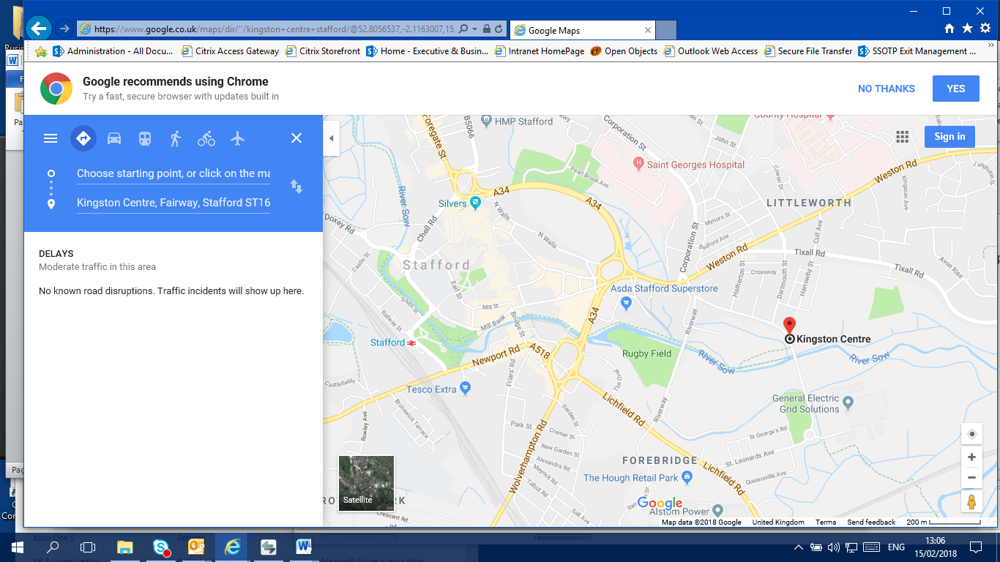 https://www.google.co.uk/maps/dir/''/kingston+centre+stafford/@52.8056537,-2.1163007,15
Google Maps
Administration - All Docu...
Citrix Access Gateway
Citrix Storefront
Home - Executive & Busin...
Intranet HomePage
Open Objects
Outlook Web Access
Secure File Transfer
SSOTP Exit Management ...
Google recommends using Chrome
Try a fast, secure browser with updates built in
NO THANKS
YES
Choose starting point, or click on the ma
Kingston Centre, Fairway, Stafford ST16
DELAYS
Moderate traffic in this area
No known road disruptions. Traffic incidents will show up here.
Sign in
Foregate St
B5066
HMP Stafford
Corporation St
County Hospital
John St
Weston Rd
Saint Georges Hospital
Pearl Brook Ave
Cowan Dr
Kingston Ave
LITTLEWORTH
A34
A34
Silvers
N Walls
River Sow
Doxey Rd
Chell Rd
Mynors St
Bedford Ave
Cull Ave
N Walls
Corporation St
Tixall Rd
Weston Rd
Castle St
Stafford
Crossway
Hatherton St
Dartmouth St
Harrowby St
Tixall Rd
Avon Rise
Earl St
Asda Stafford Superstore
South St
Mill St
Railway St
Mill Bank
Bridge St
A34
Riverway
Kingston Centre
Stafford
Newport Rd
A518
Rugby Field
River Sow
River Sow
Friars' Rd
The Oval
Castlefields
Tesco Extra
General Electric
Grid Solutions
Lichfield Rd
Brunswick Terrace
Riverway
Rowley Ave
Garden St
Park St
Cramer St
St George's Rd
New Garden St
St. Leonards Ave
Alexandra Rd
FOREBRIDGE
Meyrick Rd
Lichfield Rd
Wolverhampton Rd
Talbot Rd
The Hough Retail Park
Queensville Ave
Satellite
Crescent Rd
Salt Ave
Google
Alstom Power
Map data ©2018 Google
United Kingdom
Terms
Send feedback
200 m
Xbox One S
ENG
13:06
15/02/2018